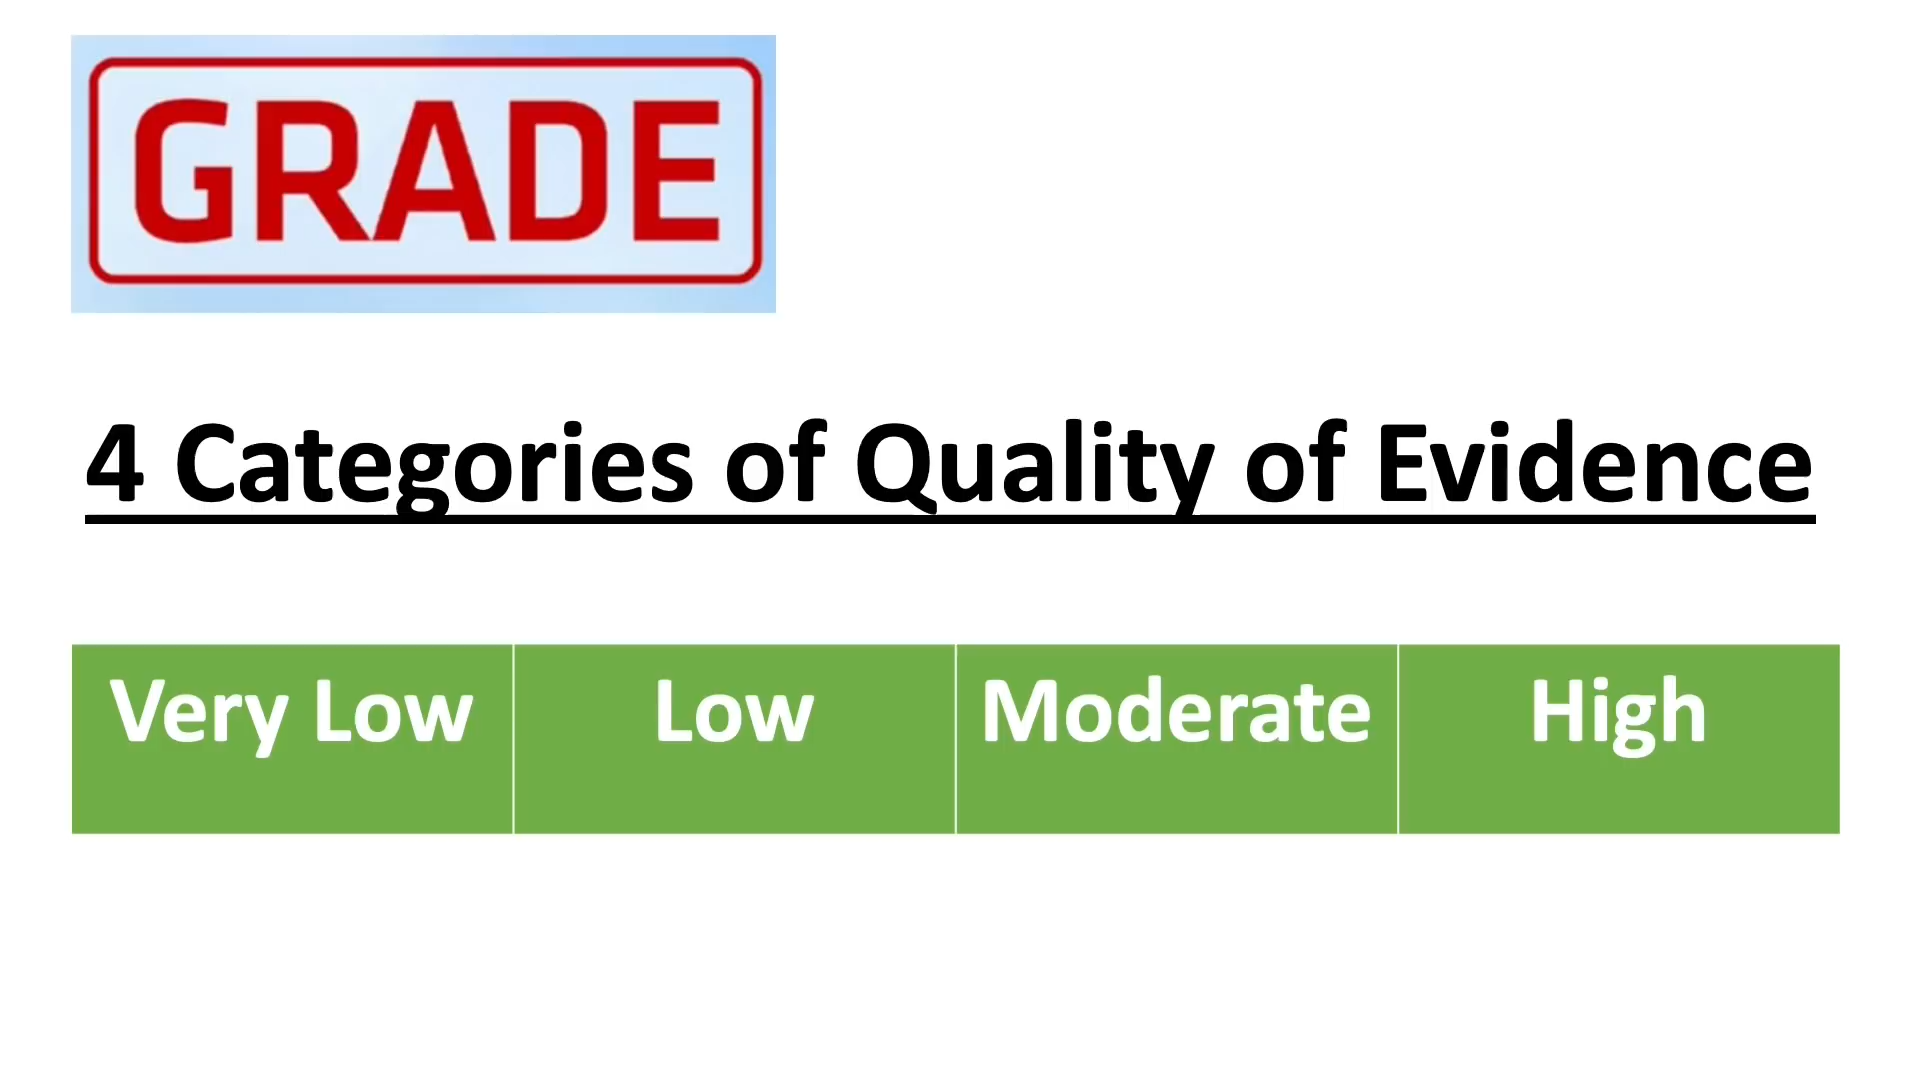 GRADE
4 Categories of Quality of Evidence
Very Low Low Moderate High